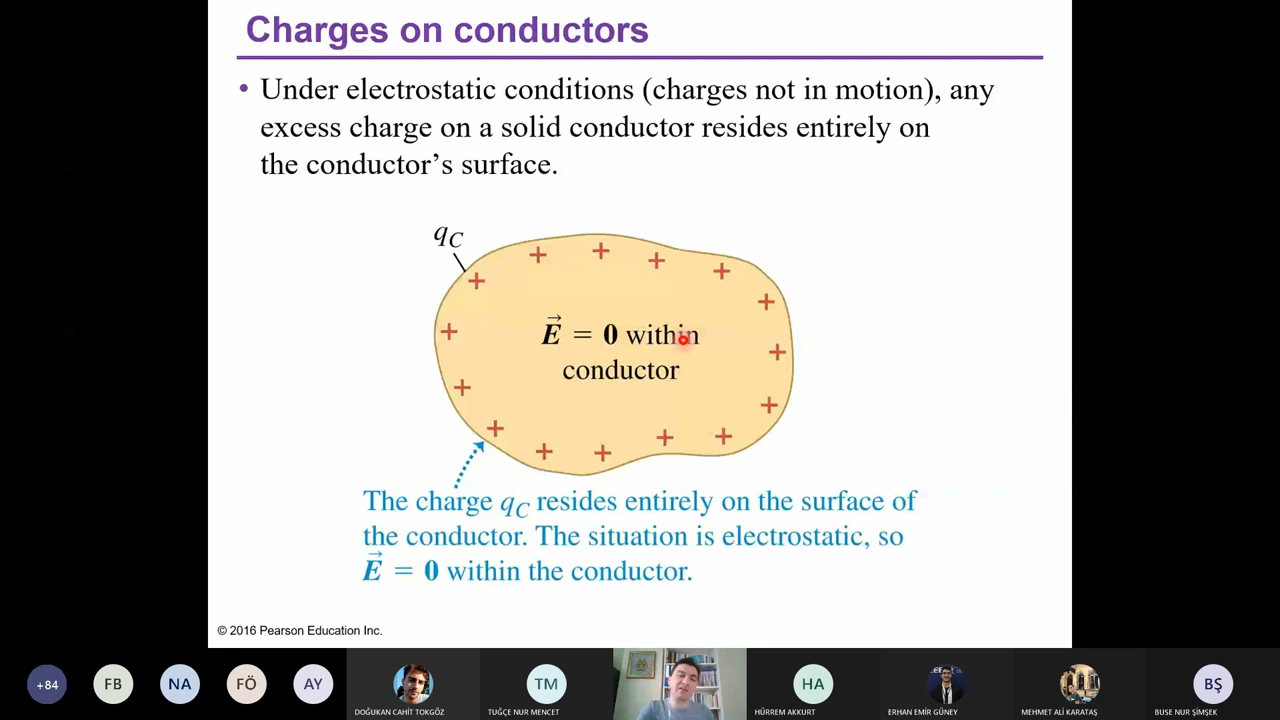 Charges on conductors
• Under electrostatic conditions (charges not in motion), any
excess charge on a solid conductor resides entirely on
the conductor’s surface.
qC
E⃗ = 0 within
conductor
The charge qC resides entirely on the surface of
the conductor. The situation is electrostatic, so
E⃗ = 0 within the conductor.
© 2016 Pearson Education Inc.
+84 FB NA FÖ AY TM HA BŞ
DOĞUKAN CAHİT TOKGÖZ TUĞÇE NUR MENCET HÜRREM AKKURT ERHAN EMİR GÜNEY MEHMET ALİ KARATAŞ BUSE NUR ŞİMŞEK